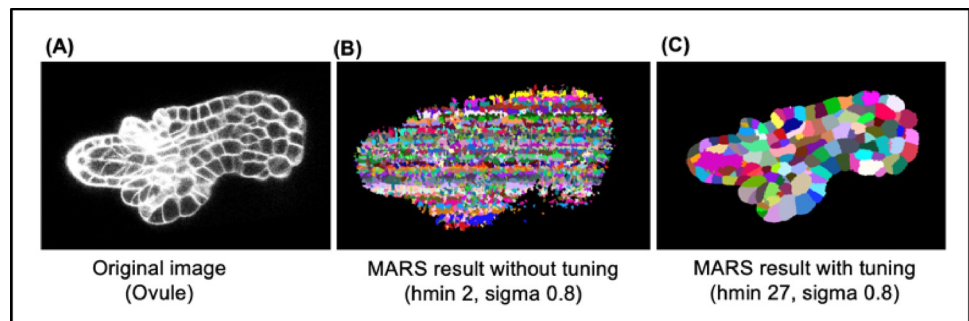 (A)
(B)
(C)
Original image
(Ovule)
MARS result without tuning
(hmin 2, sigma 0.8)
MARS result with tuning
(hmin 27, sigma 0.8)